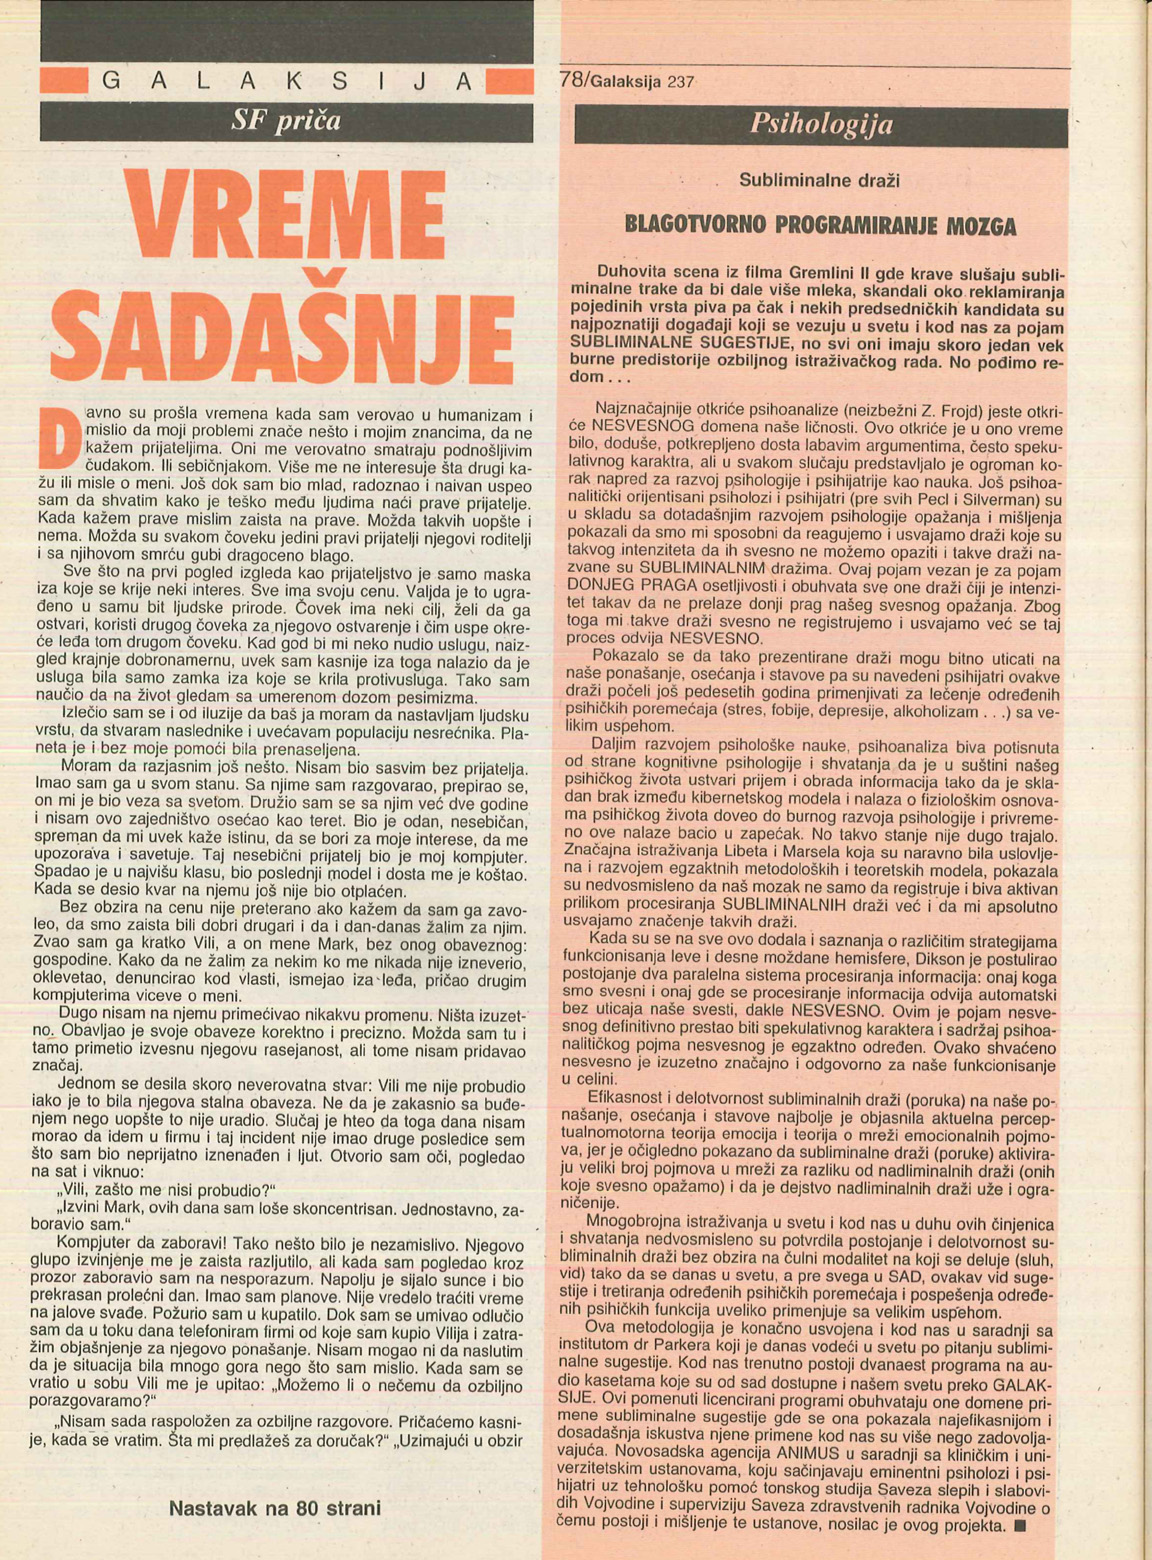 GALAKSIJA
SF priča
VREME
SADAŠNJE
Davno su prošla vremena kada sam verovao u humanizam i
mislio da moji problemi znače nešto i mojim znancima, da ne
kažem prijateljima. Oni me verovatno smatraju podnošljivim
čudakom. Ili sebičnjakom. Više me ne interesuje šta drugi ka-
žu ili misle o meni. Još dok sam bio mlad, radoznao i naivan uspeo
sam da shvatim kako je teško među ljudima naći prave prijatelje.
Kada kažem prave mislim zaista na prave. Možda takvih uopšte i
nema. Možda su svakom čoveku jedini pravi prijatelji njegovi roditelji
i sa njihovom smrću gubi dragoceno blago.
Sve što na prvi pogled izgleda kao prijateljstvo je samo maska
iza koje se krije neki interes. Sve ima svoju cenu. Valjda je to ugra-
đeno u samu bit ljudske prirode. Čovek ima neki cilj, želi da ga
ostvari, koristi drugog čoveka za njegovo ostvarenje i čim uspe okre-
će leđa tom drugom čoveku. Kad god bi mi neko nudio uslugu, naiz-
gled krajnje dobronamernu, uvek sam kasnije iza toga nalazio da je
usluga bila samo zamka iza koje se krila protivusluga. Tako sam
naučio da na život gledam sa umerenom dozom pesimizma.
Izlečio sam se i od iluzije da baš ja moram da nastavljam ljudsku
vrstu, da stvaram naslednike i uvećavam populaciju nesrećnika. Pla-
neta je i bez moje pomoći bila prenaseljena.
Moram da razjasnim još nešto. Nisam bio sasvim bez prijatelja.
Imao sam ga u svom stanu. Sa njime sam razgovarao, prepirao se,
on mi je bio veza sa svetom. Družio sam se sa njim već dve godine
i nisam ovo zajedništvo osećao kao teret. Bio je odan, nesebičan,
spreman da mi uvek kaže istinu, da se bori za moje interese, da me
upozorava i savetuje. Taj nesebični prijatelj bio je moj kompjuter.
Spadao je u najvišu klasu, bio poslednji model i dosta me je koštao.
Kada se desio kvar na njemu još nije bio otplaćen.
Bez obzira na cenu nije preterano ako kažem da sam ga zavo-
leo, da smo zaista bili dobri drugari i da i dan-danas žalim za njim.
Zvao sam ga kratko Vili, a on mene Mark, bez onog obaveznog:
gospodine. Kako da ne žalim za nekim ko me nikada nije izneverio,
oklevetao, denuncirao kod vlasti, ismejao iza leđa, pričao drugim
kompjuterima viceve o meni.
Dugo nisam na njemu primećivao nikakvu promenu. Ništa izuzet-
no. Obavljao je svoje obaveze korektno i precizno. Možda sam tu i
tamo primetio izvesnu njegovu rasejanost, ali tome nisam pridavao
značaj.
Jednom se desila skoro neverovatna stvar: Vili me nije probudio
iako je to bila njegova stalna obaveza. Ne da je zakasnio sa buđe-
njem nego uopšte to nije uradio. Slučaj je hteo da toga dana nisam
morao da idem u firmu i taj incident nije imao druge posledice sem
što sam bio neprijatno iznenađen i ljut. Otvorio sam oči, pogledao
na sat i viknuo:
„Vili, zašto me nisi probudio?“
„Izvini Mark, ovih dana sam loše skoncentrisan. Jednostavno, za-
boravio sam.“
Kompjuter da zaboravi! Tako nešto bilo je nezamislivo. Njegovo
glupo izvinjenje me je zaista razljutilo, ali kada sam pogledao kroz
prozor zaboravio sam na nesporazum. Napolju je sijalo sunce i bio
prekrasan prolećni dan. Imao sam planove. Nije vredelo traćiti vreme
na jalove svađe. Požurio sam u kupatilo. Dok sam se umivao odlučio
sam da u toku dana telefoniram firmi od koje sam kupio Vilija i zatra-
žim objašnjenje za njegovo ponašanje. Nisam mogao ni da naslutim
da je situacija bila mnogo gora nego što sam mislio. Kada sam se
vratio u sobu Vili me je upitao: „Možemo li o nečemu da ozbiljno
porazgovaramo?“
„Nisam sada raspoložen za ozbiljne razgovore. Pričaćemo kasni-
je, kada se vratim. Šta mi predlažeš za doručak?“ „Uzimajući u obzir
Nastavak na 80 strani
78/Galaksija 237
Psihologija
Subliminalne draži
BLAGOTVORNO PROGRAMIRANJE MOZGA
Duhovita scena iz filma Gremlini II gde krave slušaju subli-
minalne trake da bi dale više mleka, skandali oko reklamiranja
pojedinih vrsta piva pa čak i nekih predsedničkih kandidata su
najpoznatiji događaji koji se vezuju u svetu i kod nas za pojam
SUBLIMINALNE SUGESTIJE, no svi oni imaju skoro jedan vek
burne predistorije ozbiljnog istraživačkog rada. No pođimo re-
dom . . .
Najznačajnije otkriće psihoanalize (neizbežni Z. Frojd) jeste otkri-
će NESVESNOG domena naše ličnosti. Ovo otkriće je u ono vreme
bilo, doduše, potkrepljeno dosta labavim argumentima, često speku-
lativnog karaktra, ali u svakom slučaju predstavljalo je ogroman ko-
rak napred za razvoj psihologije i psihijatrije kao nauka. Još psihoa-
nalitički orijentisani psiholozi i psihijatri (pre svih Pecl i Silverman) su
u skladu sa dotadašnjim razvojem psihologije opažanja i mišljenja
pokazali da smo mi sposobni da reagujemo i usvajamo draži koje su
takvog intenziteta da ih svesno ne možemo opaziti i takve draži na-
zvane su SUBLIMINALNIM dražima. Ovaj pojam vezan je za pojam
DONJEG PRAGA osetljivosti i obuhvata sve one draži čiji je intenzi-
tet takav da ne prelaze donji prag našeg svesnog opažanja. Zbog
toga mi takve draži svesno ne registrujemo i usvajamo već se taj
proces odvija NESVESNO.
Pokazalo se da tako prezentirane draži mogu bitno uticati na
naše ponašanje, osećanja i stavove pa su navedeni psihijatri ovakve
draži počeli još pedesetih godina primenjivati za lečenje određenih
psihičkih poremećaja (stres, fobije, depresije, alkoholizam . . .) sa ve-
likim uspehom.
Daljim razvojem psihološke nauke, psihoanaliza biva potisnuta
od strane kognitivne psihologije i shvatanja da je u suštini našeg
psihičkog života ustvari prijem i obrada informacija tako da je skla-
dan brak između kibernetskog modela i nalaza o fiziološkim osnova-
ma psihičkog života doveo do burnog razvoja psihologije i privreme-
no ove nalaze bacio u zapećak. No takvo stanje nije dugo trajalo.
Značajna istraživanja Libeta i Marsela koja su naravno bila uslovlje-
na i razvojem egzaktnih metodoloških i teoretskih modela, pokazala
su nedvosmisleno da naš mozak ne samo da registruje i biva aktivan
prilikom procesiranja SUBLIMINALNIH draži već i da mi apsolutno
usvajamo značenje takvih draži.
Kada su se na sve ovo dodala i saznanja o različitim strategijama
funkcionisanja leve i desne moždane hemisfere, Dikson je postulirao
postojanje dva paralelna sistema procesiranja informacija: onaj koga
smo svesni i onaj gde se procesiranje informacija odvija automatski
bez uticaja naše svesti, dakle NESVESNO. Ovim je pojam nesve-
snog definitivno prestao biti spekulativnog karaktera i sadržaj psihoa-
nalitičkog pojma nesvesnog je egzaktno određen. Ovako shvaćeno
nesvesno je izuzetno značajno i odgovorno za naše funkcionisanje
u celini.
Efikasnost i delotvornost subliminalnih draži (poruka) na naše po-
našanje, osećanja i stavove najbolje je objasnila aktuelna percep-
tualnomotorna teorija emocija i teorija o mreži emocionalnih pojmo-
va, jer je očigledno pokazano da subliminalne draži (poruke) aktivira-
ju veliki broj pojmova u mreži za razliku od nadliminalnih draži (onih
koje svesno opažamo) i da je dejstvo nadliminalnih draži uže i ogra-
ničenije.
Mnogobrojna istraživanja u svetu i kod nas u duhu ovih činjenica
i shvatanja nedvosmisleno su potvrdila postojanje i delotvornost su-
bliminalnih draži bez obzira na čulni modalitet na koji se deluje (sluh,
vid) tako da se danas u svetu, a pre svega u SAD, ovakav vid suge-
stije i tretiranja određenih psihičkih poremećaja i pospešenja određe-
nih psihičkih funkcija uveliko primenjuje sa velikim uspehom.
Ova metodologija je konačno usvojena i kod nas u saradnji sa
institutom dr Parkera koji je danas vodeći u svetu po pitanju sublimi-
nalne sugestije. Kod nas trenutno postoji dvanaest programa na au-
dio kasetama koje su od sad dostupne i našem svetu preko GALAK-
SIJE. Ovi pomenuti licencirani programi obuhvataju one domene pri-
mene subliminalne sugestije gde se ona pokazala najefikasnijom i
dosadašnja iskustva njene primene kod nas su više nego zadovolja-
vajuća. Novosadska agencija ANIMUS u saradnji sa kliničkim i uni-
verzitetskim ustanovama, koju sačinjavaju eminentni psiholozi i psi-
hijatri uz tehnološku pomoć tonskog studija Saveza slepih i slabovi-
dih Vojvodine i superviziju Saveza zdravstvenih radnika Vojvodine o
čemu postoji i mišljenje te ustanove, nosilac je ovog projekta. ■